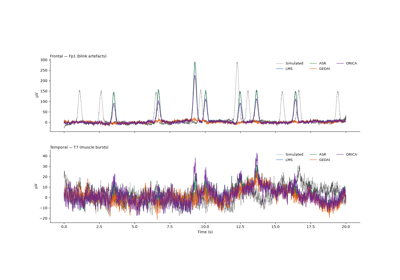 Frontal — Fp1 (blink artefacts)
300
250
200
150
100
50
0
µV
Simulated
LMS
ASR
GEDAI
ORICA
Temporal — F7 (muscle bursts)
40
30
20
10
0
−10
−20
µV
Simulated
LMS
ASR
GEDAI
ORICA
0.0 2.5 5.0 7.5 10.0 12.5 15.0 17.5 20.0
Time (s)